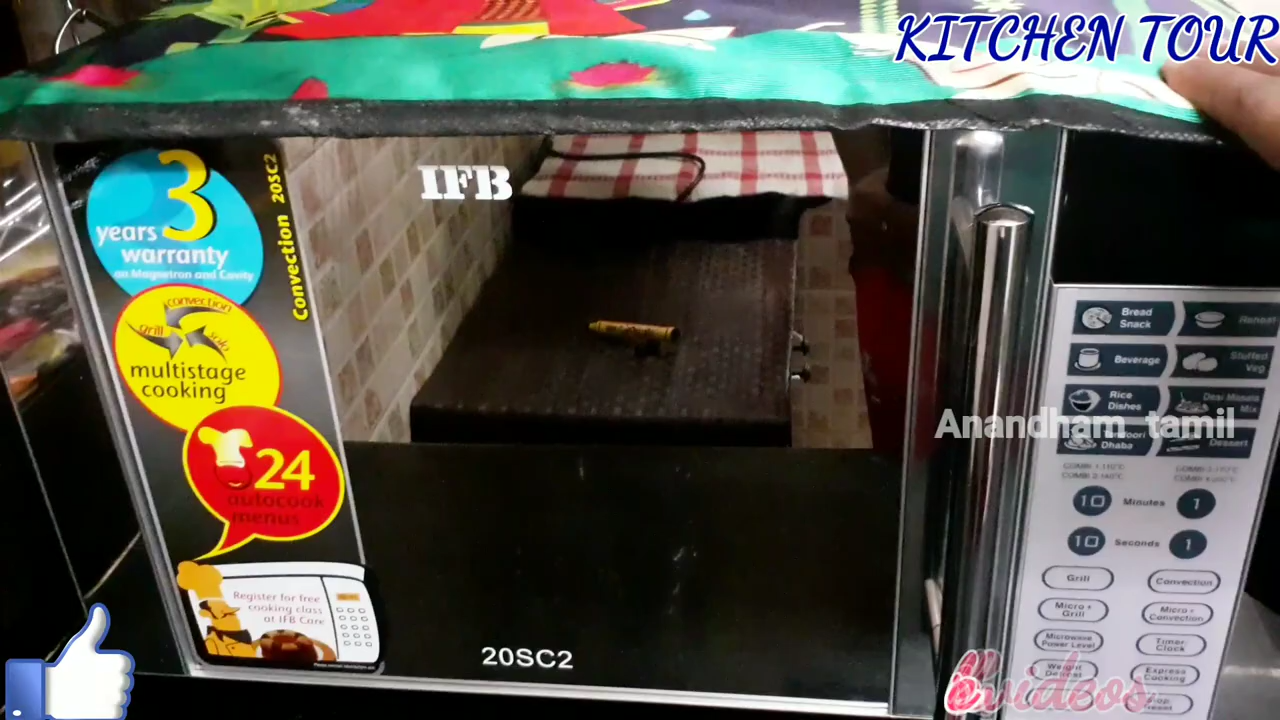 KITCHEN TOUR
3
years
warranty
on Magnetron and Cavity
Convection 20SC2
IFB
convection
grill
solo
multistage
cooking
24
autocook
menus
Register for free
cooking class
at IFB Care
20SC2
Bread
Snack
Reheat
Beverage
Stuffed
Veg
Rice
Dishes
Desi Masala
Mix
Anandham tamil
Dhaba
Dessert
10 Minutes 1
10 Seconds 1
Grill
Convection
Micro +
Grill
Micro +
Convection
Microwave
Power Level
Timer
Clock
Weight
Express
Cooking
videos